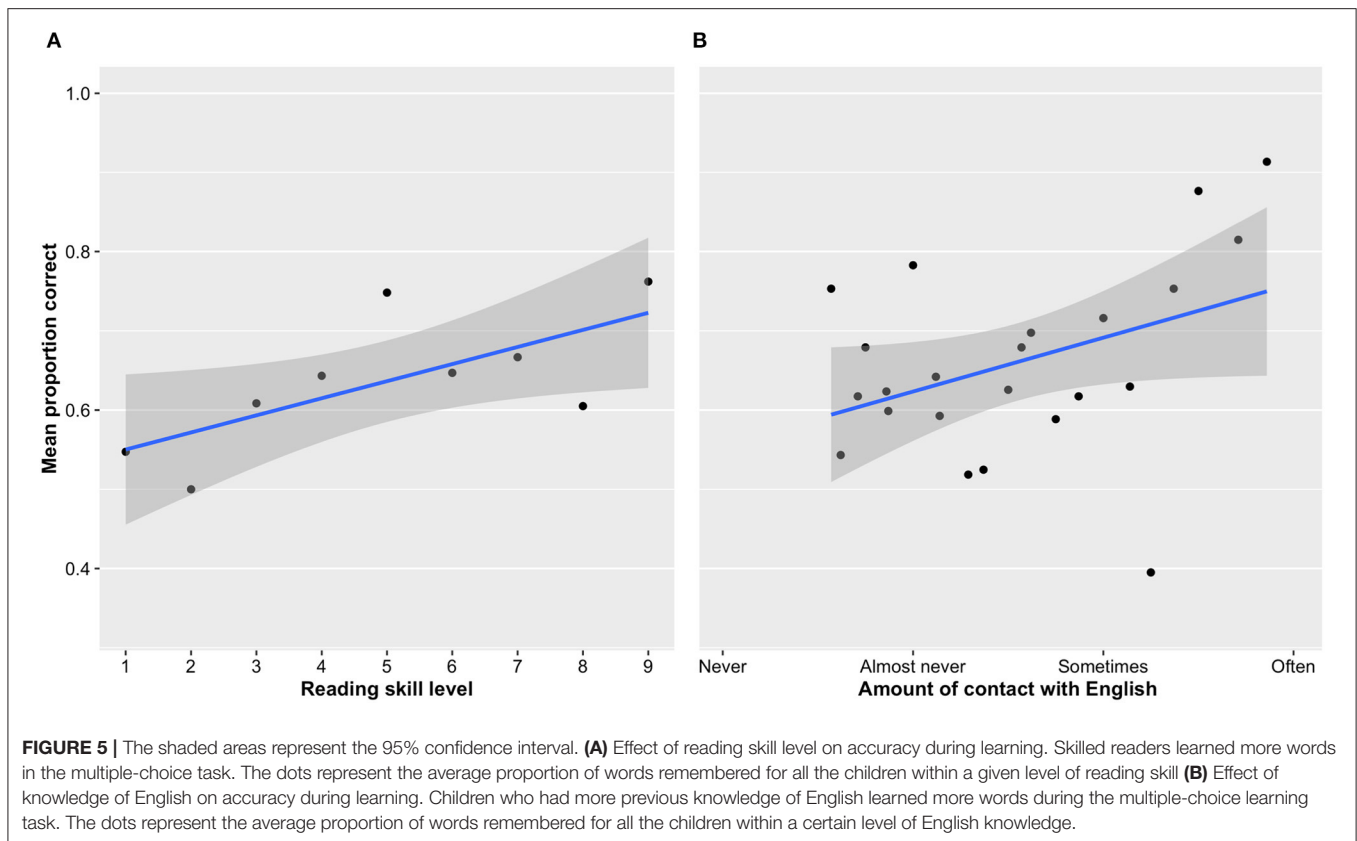 A
B
1.0
0.8
0.6
0.4
Mean proportion correct
1 2 3 4 5 6 7 8 9
Reading skill level
Never Almost never Sometimes Often
Amount of contact with English
FIGURE 5 | The shaded areas represent the 95% confidence interval. (A) Effect of reading skill level on accuracy during learning. Skilled readers learned more words
in the multiple-choice task. The dots represent the average proportion of words remembered for all the children within a given level of reading skill (B) Effect of
knowledge of English on accuracy during learning. Children who had more previous knowledge of English learned more words during the multiple-choice learning
task. The dots represent the average proportion of words remembered for all the children within a certain level of English knowledge.